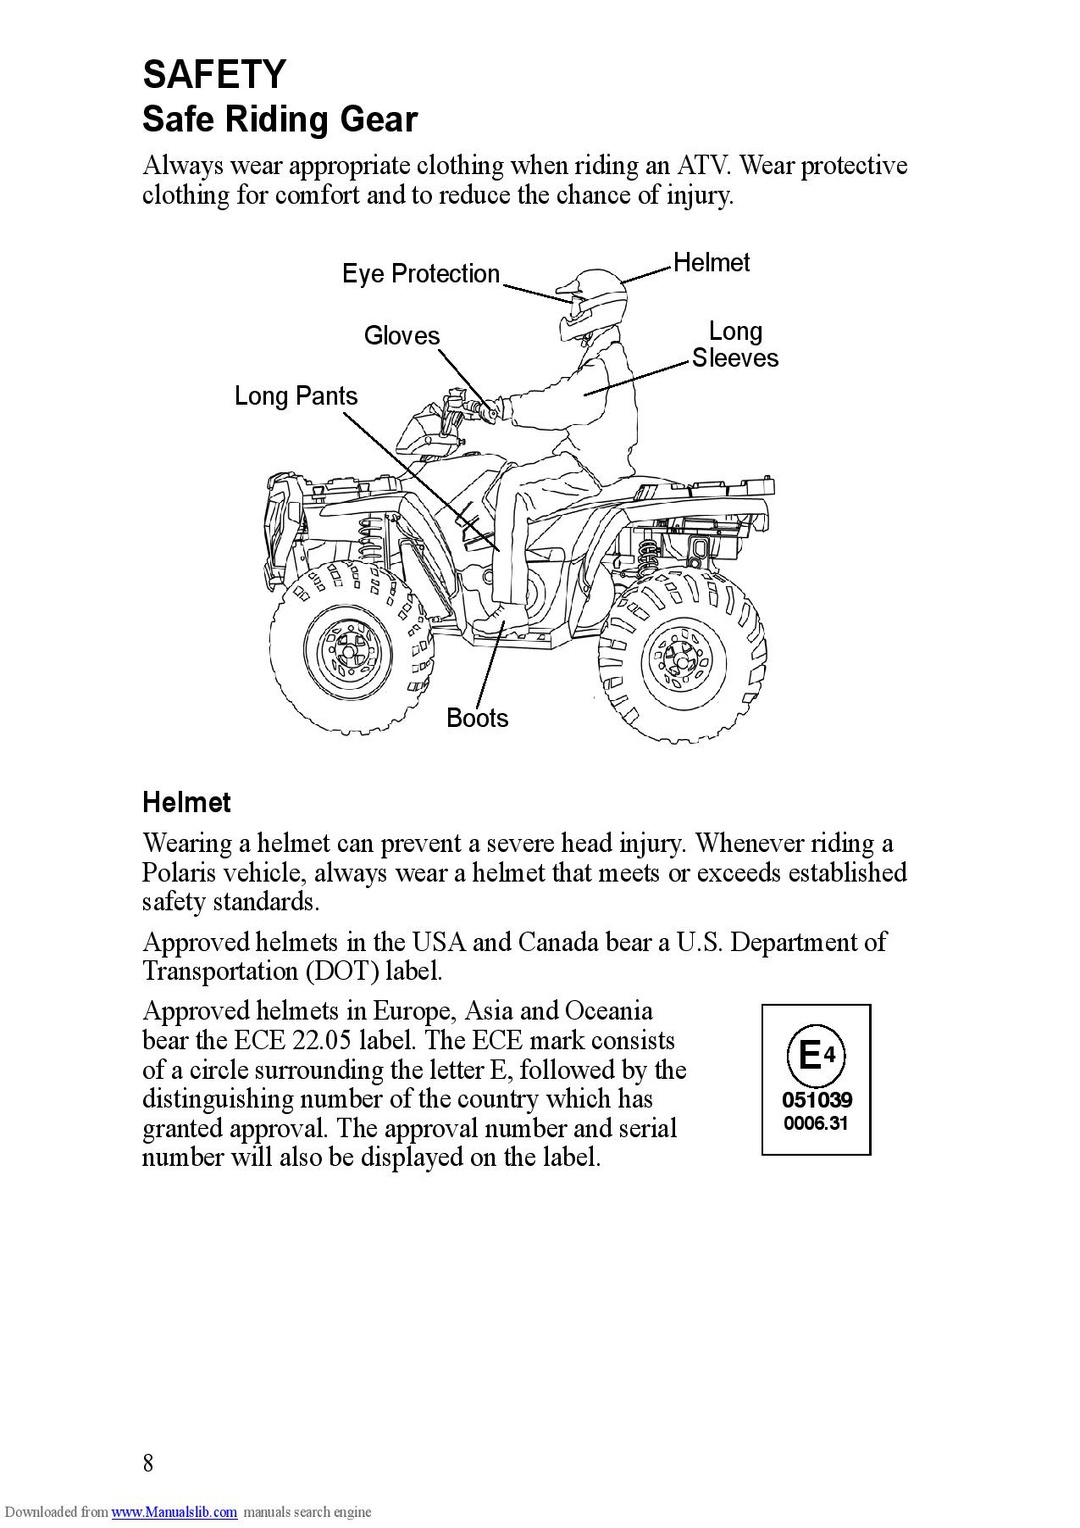 SAFETY
Safe Riding Gear
Always wear appropriate clothing when riding an ATV. Wear protective
clothing for comfort and to reduce the chance of injury.
Eye Protection
Helmet
Gloves
Long
Sleeves
Long Pants
Boots
Helmet
Wearing a helmet can prevent a severe head injury. Whenever riding a
Polaris vehicle, always wear a helmet that meets or exceeds established
safety standards.
Approved helmets in the USA and Canada bear a U.S. Department of
Transportation (DOT) label.
Approved helmets in Europe, Asia and Oceania
bear the ECE 22.05 label. The ECE mark consists
of a circle surrounding the letter E, followed by the
distinguishing number of the country which has
granted approval. The approval number and serial
number will also be displayed on the label.
E4
051039
0006.31
8
Downloaded from www.Manualslib.com manuals search engine